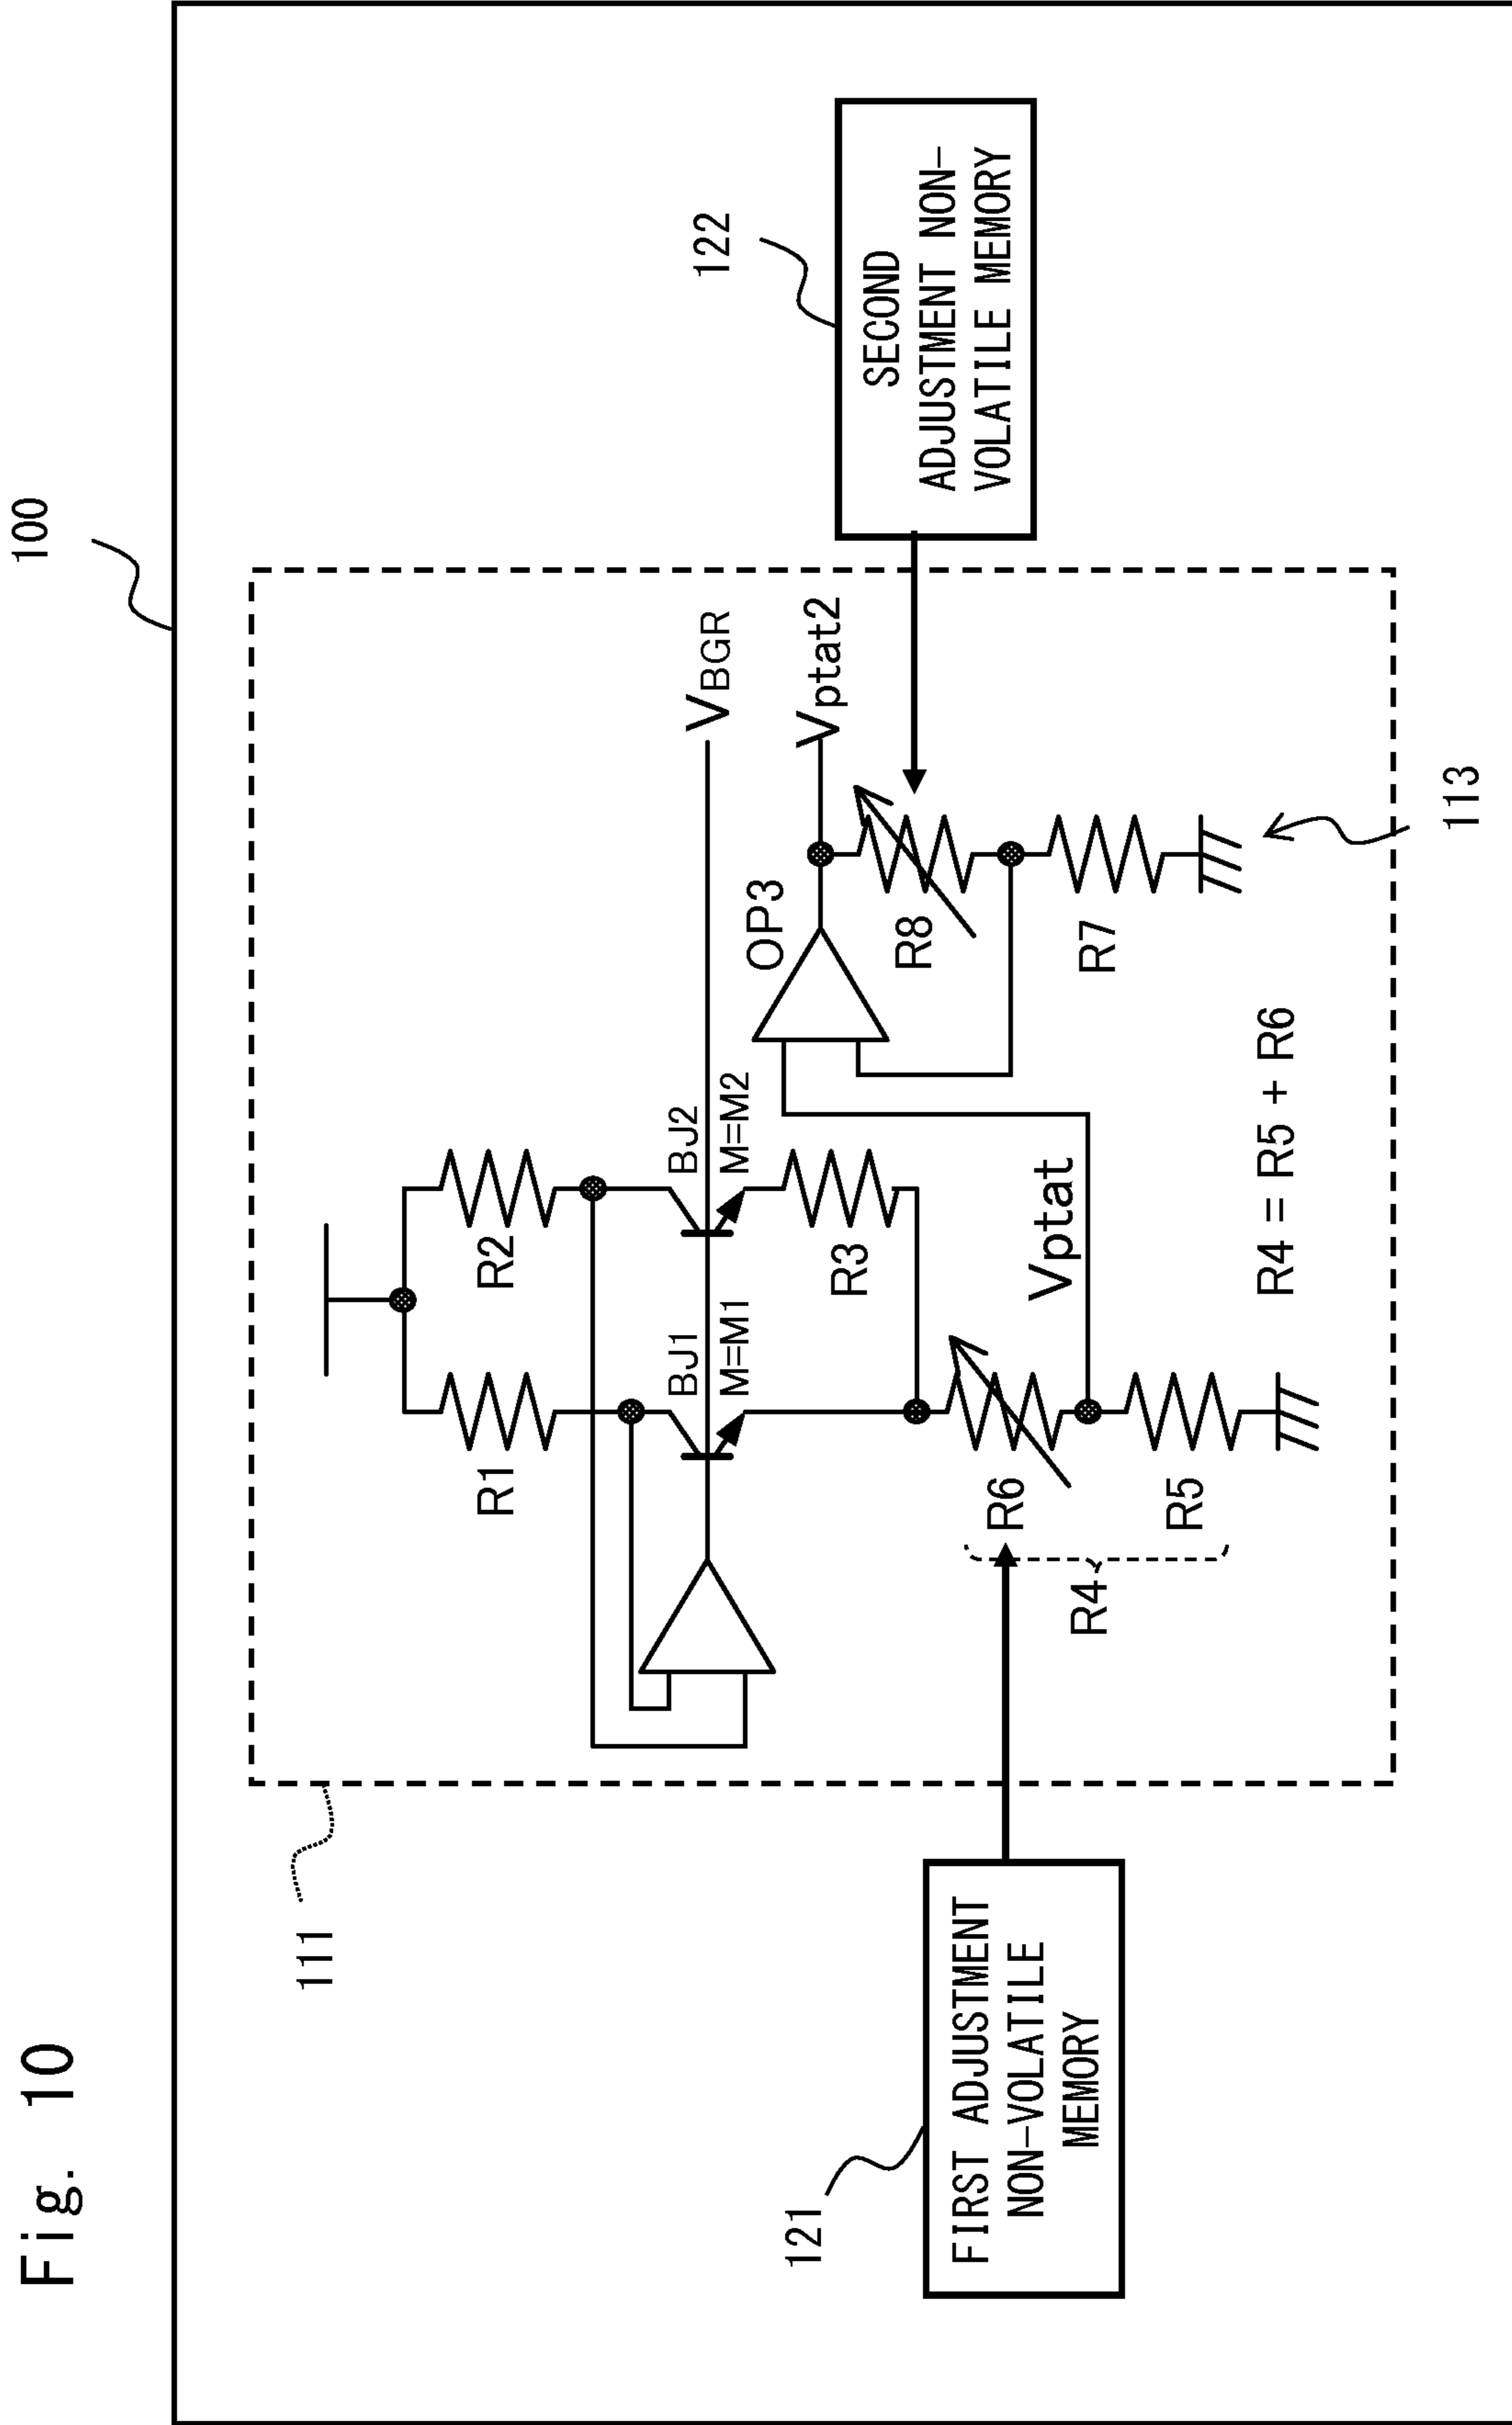 Fig. 10
100
111
R1
R2
BJ1
M=M1
BJ2
M=M2
VBGR
OP3
Vptat2
R3
R8
R7
R6
R5
R4
Vptat
R4 = R5 + R6
113
121
FIRST ADJUSTMENT
NON-VOLATILE
MEMORY
122
SECOND
ADJUSTMENT NON-
VOLATILE MEMORY